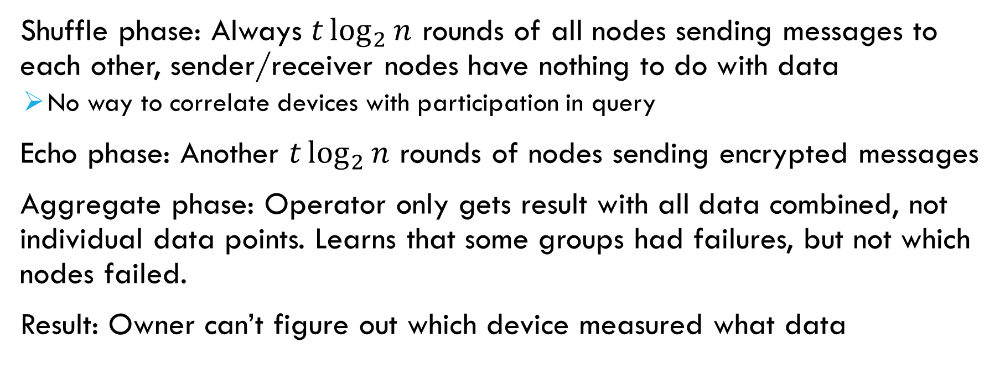 Shuffle phase: Always t log₂ n rounds of all nodes sending messages to
each other, sender/receiver nodes have nothing to do with data
➢No way to correlate devices with participation in query
Echo phase: Another t log₂ n rounds of nodes sending encrypted messages
Aggregate phase: Operator only gets result with all data combined, not
individual data points. Learns that some groups had failures, but not which
nodes failed.
Result: Owner can’t figure out which device measured what data